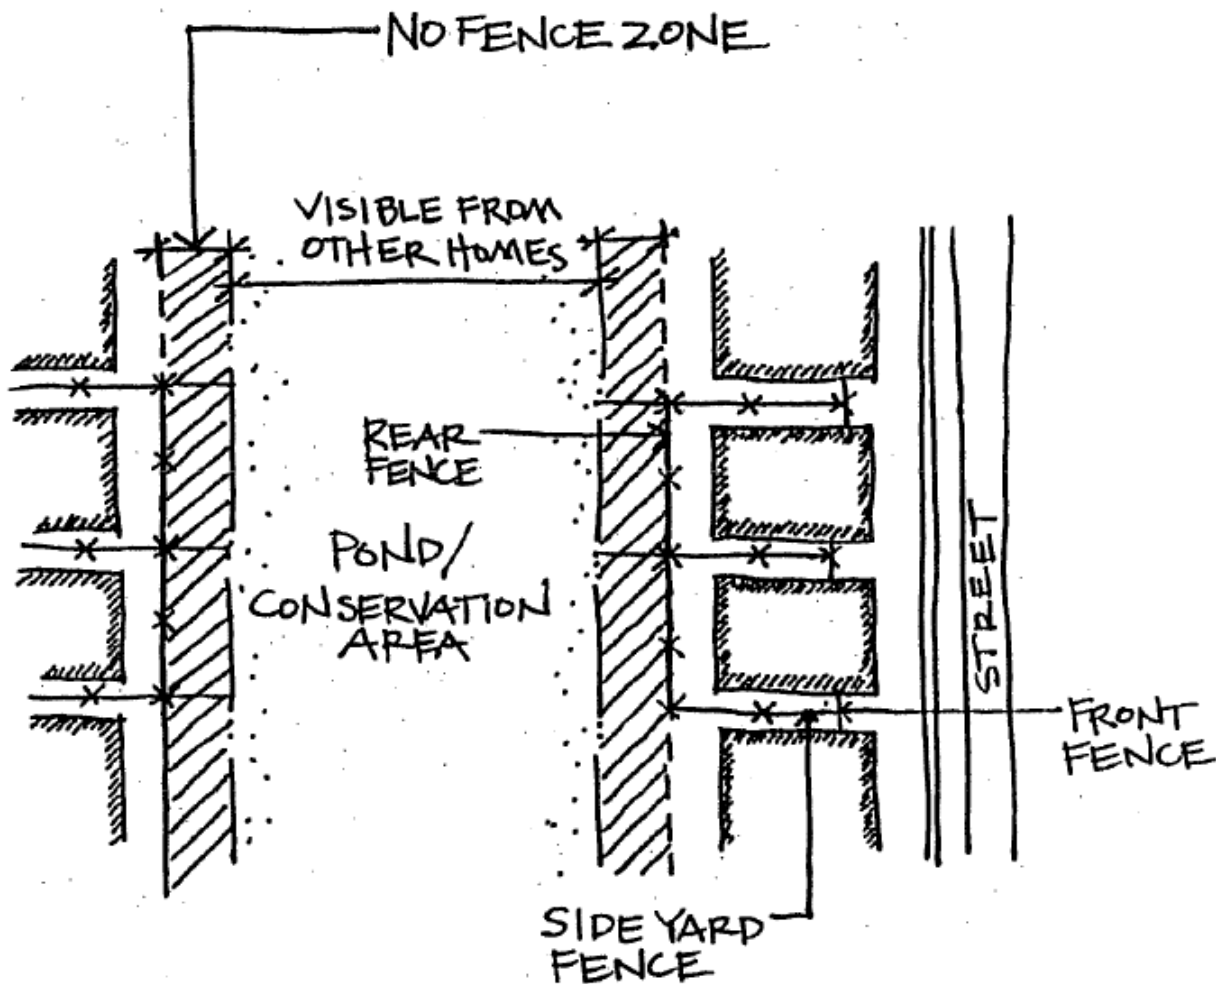 NO FENCE ZONE
VISIBLE FROM
OTHER HOMES
REAR
FENCE
POND/
CONSERVATION
AREA
STREET
FRONT
FENCE
SIDE YARD
FENCE